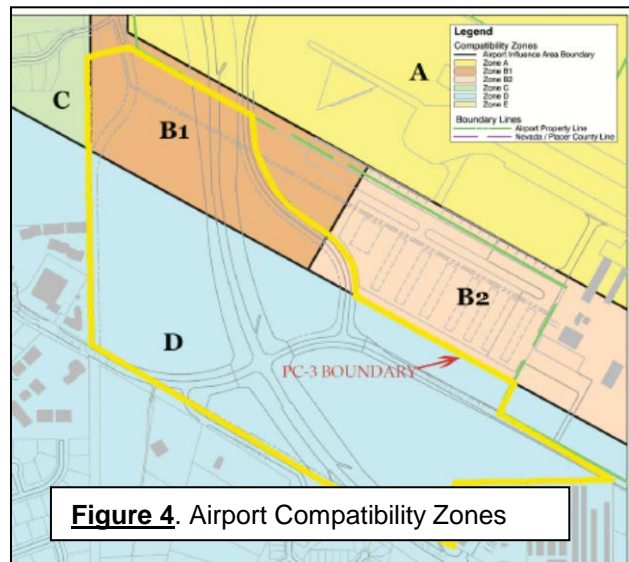 Legend
Compatibility Zones
Airport Influence Area Boundary
Zone A
Zone B1
Zone B2
Zone C
Zone D
Zone E
Boundary Lines
Airport Property Line
Nevada / Placer County Line
A
C
B1
B2
D
PC-3 BOUNDARY
Figure 4. Airport Compatibility Zones